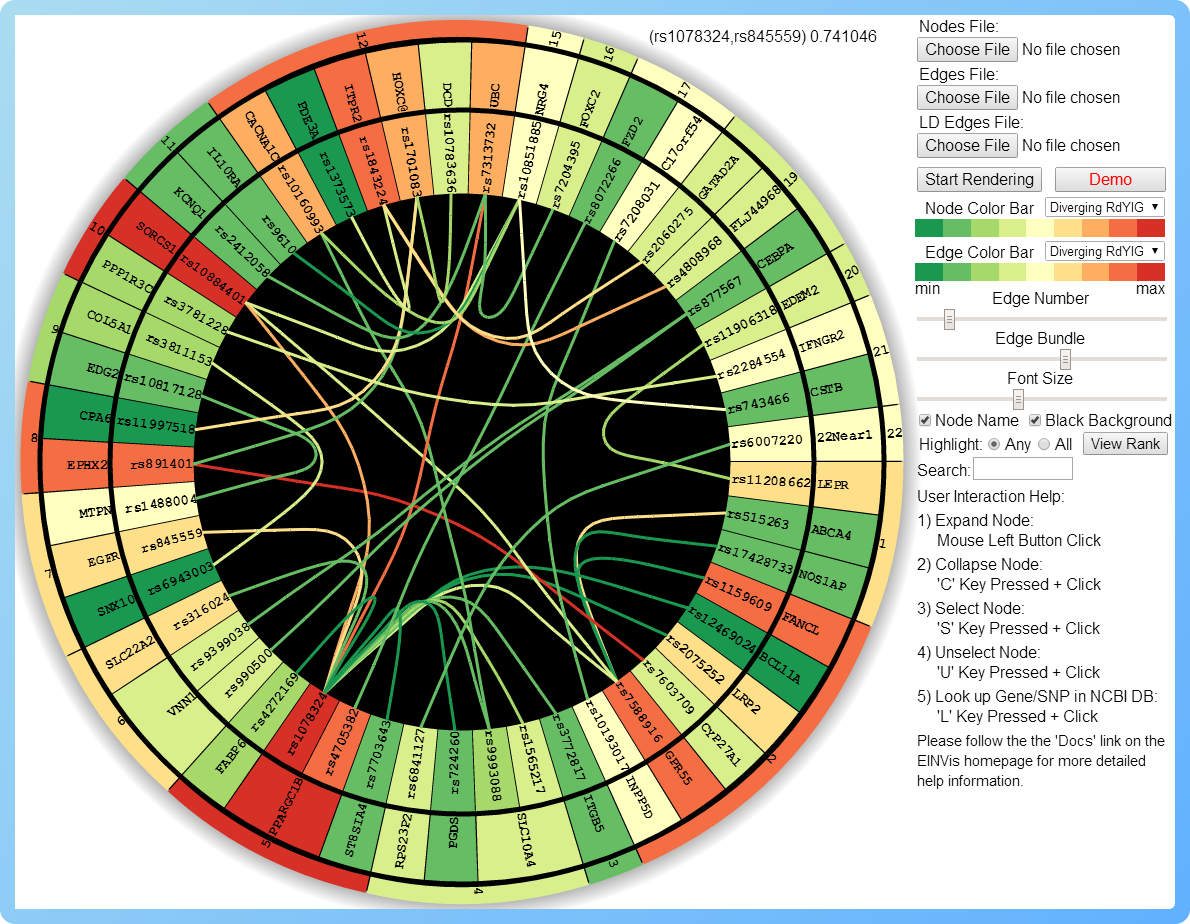 (rs1078324,rs845559) 0.741046
Nodes File:
Choose File No file chosen
Edges File:
Choose File No file chosen
LD Edges File:
Choose File No file chosen
Start Rendering
Demo
Node Color Bar
Diverging RdYlG
Edge Color Bar
Diverging RdYlG
min
max
Edge Number
Edge Bundle
Font Size
Node Name
Black Background
Highlight:
Any
All
View Rank
Search:
User Interaction Help:
1) Expand Node:
Mouse Left Button Click
2) Collapse Node:
'C' Key Pressed + Click
3) Select Node:
'S' Key Pressed + Click
4) Unselect Node:
'U' Key Pressed + Click
5) Look up Gene/SNP in NCBI DB:
'L' Key Pressed + Click
Please follow the the 'Docs' link on the
EINVis homepage for more detailed
help information.
15
NRG4
rs10851885
16
FOXC2
rs7204395
FZD2
rs8072266
17
C17orf54
rs7208031
GATAD2A
rs2060275
19
FLJ44968
rs4808968
CEBPA
rs877567
20
EDEM2
rs11906318
IFNGR2
rs2284554
21
CSTB
rs743466
22
22Near1
rs6007220
LEPR
rs11208662
1
ABCA4
rs515263
NOS1AP
rs17428733
FANCL
rs1159609
BCL11A
rs12469024
LRP2
rs2075252
2
CYP27A1
rs7603709
GPR55
rs7588916
INPP5D
rs10193017
3
ITGB5
rs3772817
SLC10A4
rs1565217
rs9993088
4
PGDS
rs724260
RPS23P2
rs6841127
ST8SIA4
rs7703643
5
PPARGC1B
rs4705382
rs1078324
FABP6
rs4272169
6
VNN1
rs990500
rs9399038
SLC22A2
rs316024
SNX10
rs6943003
7
EGFR
rs845559
MTPN
rs1488004
8
EPHX2
rs891401
CPA6
rs11997518
EDG2
rs10817128
9
COL5A1
rs3811153
PPP1R3C
rs3781228
10
SORCS1
rs10884401
KCNQ1
rs2412058
11
IL10RA
rs9610
CACNA1C
rs10160993
PDE3A
rs1373573
12
ITPR2
rs1843224
HOXC@
rs1701083
DCD
rs10783636
UBC
rs7313732